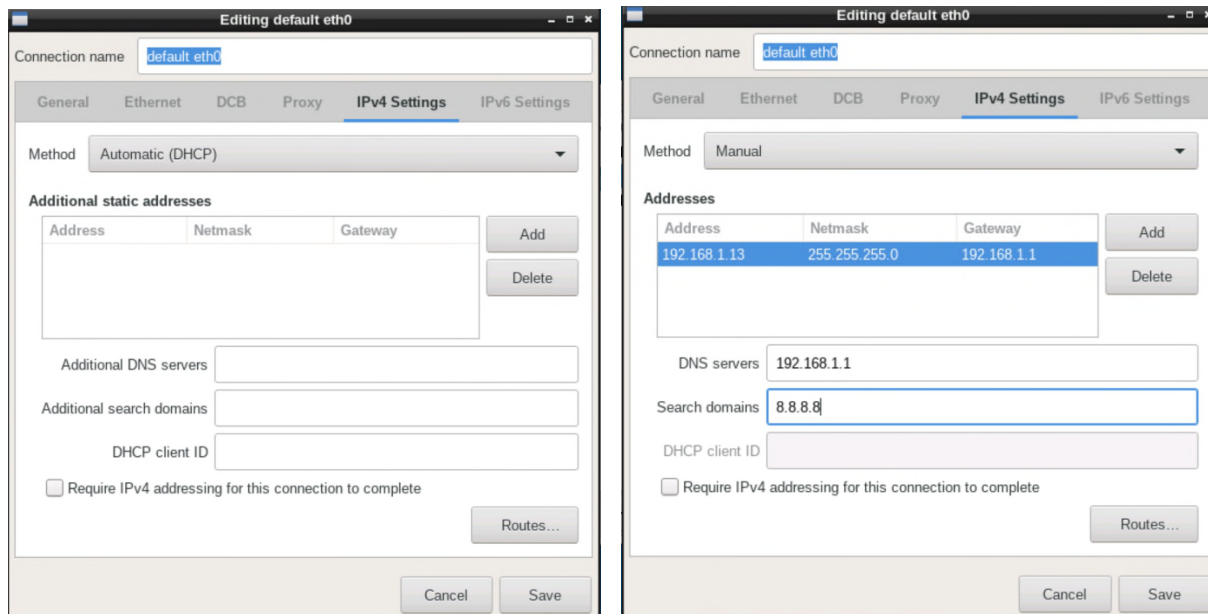 Editing default eth0
Connection name default eth0
General Ethernet DCB Proxy IPv4 Settings IPv6 Settings
Method Automatic (DHCP)
Additional static addresses
Address Netmask Gateway
Add
Delete
Additional DNS servers
Additional search domains
DHCP client ID
Require IPv4 addressing for this connection to complete
Routes...
Cancel Save
Editing default eth0
Connection name default eth0
General Ethernet DCB Proxy IPv4 Settings IPv6 Settings
Method Manual
Addresses
Address Netmask Gateway
192.168.1.13 255.255.255.0 192.168.1.1
Add
Delete
DNS servers 192.168.1.1
Search domains 8.8.8.8
DHCP client ID
Require IPv4 addressing for this connection to complete
Routes...
Cancel Save